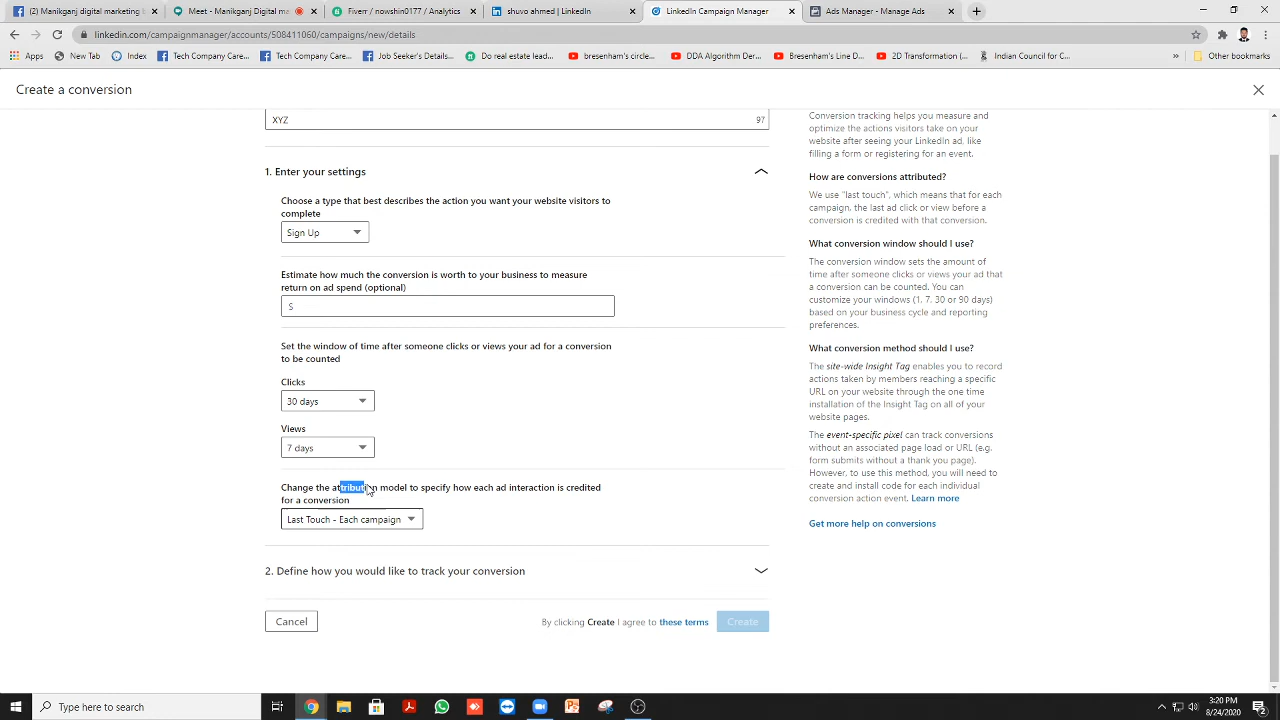 (2) Manikganj digital marketing
Meet - Manikganj Digital ma
Fiverr / nowshin0177 / Analytics
shuvo ahmed | LinkedIn
LinkedIn Campaign Manager
Ads Manager - Manage Ads
linkedin.com/campaignmanager/accounts/508411060/campaigns/new/details
Apps
New Tab
Index
Tech Company Care...
Tech Company Care...
Job Seeker's Details...
Do real estate lead...
bresenham's circle...
DDA Algorithm Der...
Bresenham's Line D...
2D Transformation (...
Indian Council for C...
Other bookmarks
Create a conversion
XYZ
97
1. Enter your settings
Choose a type that best describes the action you want your website visitors to
complete
Sign Up
Estimate how much the conversion is worth to your business to measure
return on ad spend (optional)
$
Set the window of time after someone clicks or views your ad for a conversion
to be counted
Clicks
30 days
Views
7 days
Change the attribution model to specify how each ad interaction is credited
for a conversion
Last Touch - Each campaign
2. Define how you would like to track your conversion
Cancel
By clicking Create I agree to these terms
Create
Conversion tracking helps you measure and
optimize the actions visitors take on your
website after seeing your LinkedIn ad, like
filling a form or registering for an event.
How are conversions attributed?
We use "last touch", which means that for each
campaign, the last ad click or view before a
conversion is credited with that conversion.
What conversion window should I use?
The conversion window sets the amount of
time after someone clicks or views your ad that
a conversion can be counted. You can
customize your windows (1, 7, 30 or 90 days)
based on your business cycle and reporting
preferences.
What conversion method should I use?
The site-wide Insight Tag enables you to record
actions taken by members reaching a specific
URL on your website through the one time
installation of the Insight Tag on all of your
website pages.
The event-specific pixel can track conversions
without an associated page load or URL (e.g.
form submits without a thank you page).
However, to use this method, you will need to
create and install code for each individual
conversion action event. Learn more
Get more help on conversions
Type here to search
3:20 PM
8/24/2020